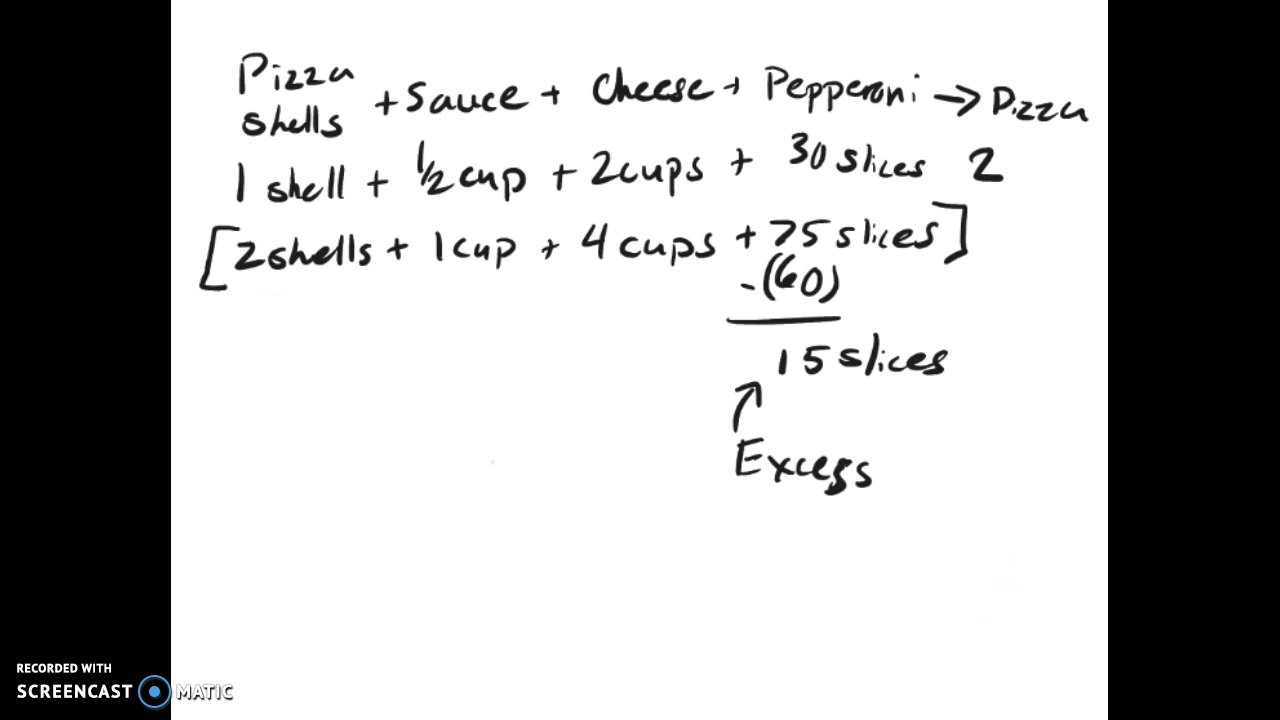 Pizza shells + Sauce + Cheese + Pepperoni → Pizza
1 shell + 1/2 cup + 2 cups + 30 slices 2
[2 shells + 1 cup + 4 cups + 75 slices]
-(60)
15 slices
↑
Excess
RECORDED WITH
SCREENCAST MATIC